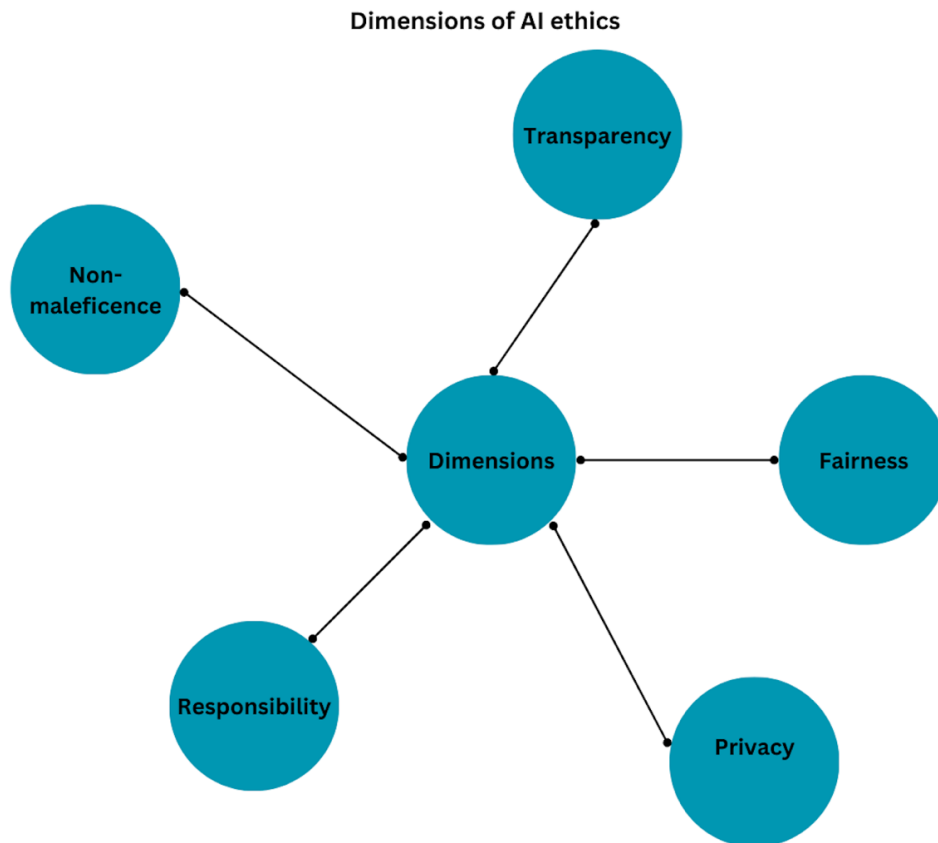 Dimensions of AI ethics
Transparency
Non-
maleficence
Dimensions
Fairness
Responsibility
Privacy